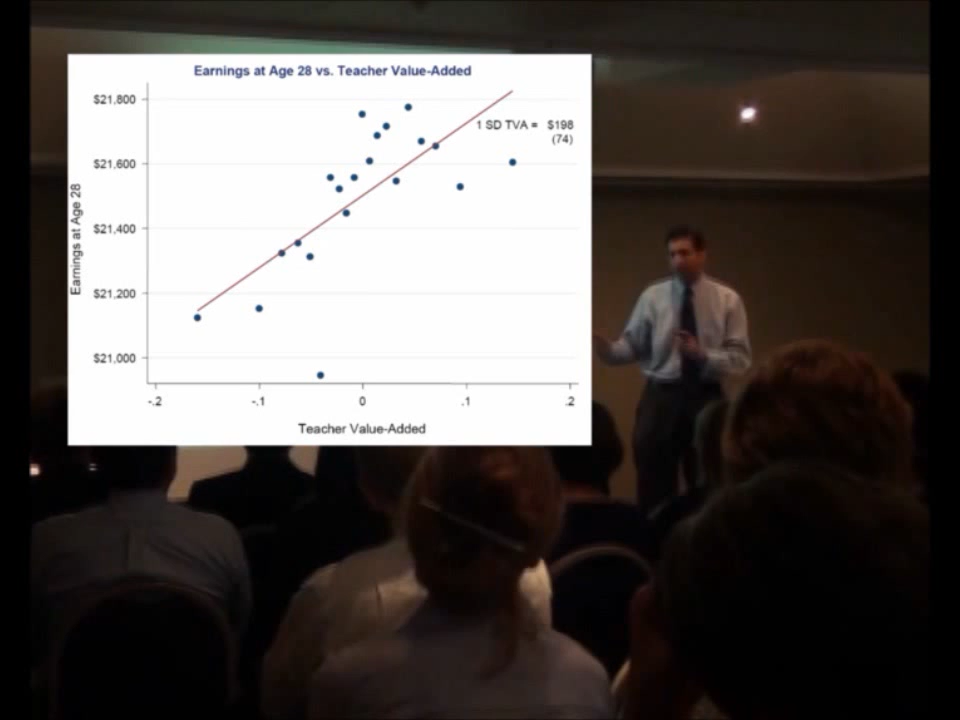 Earnings at Age 28 vs. Teacher Value-Added
$21,800
1 SD TVA = $198
(74)
$21,600
$21,400
$21,200
$21,000
Earnings at Age 28
-.2 -.1 0 .1 .2
Teacher Value-Added